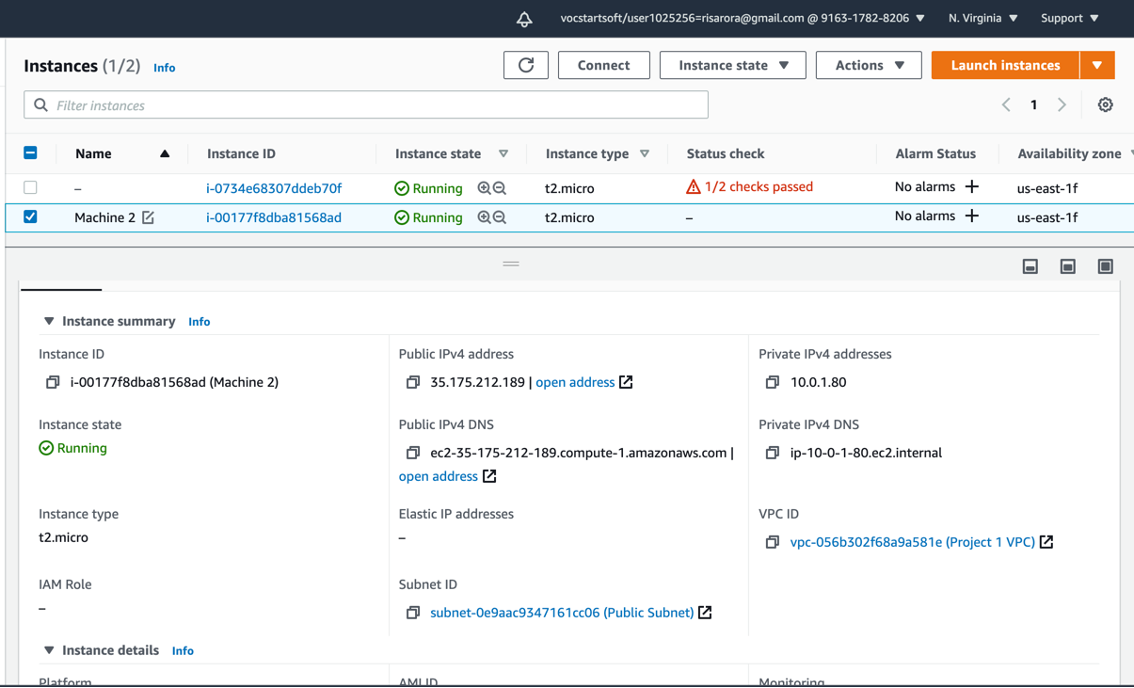 vocstartsoft/user1025256=risarora@gmail.com @ 9163-1782-8206 N. Virginia Support
Instances (1/2) Info Connect Instance state Actions Launch instances
Filter instances 1
Name Instance ID Instance state Instance type Status check Alarm Status Availability zone
– i-0734e68307ddeb70f Running t2.micro 1/2 checks passed No alarms + us-east-1f
Machine 2 i-00177f8dba81568ad Running t2.micro – No alarms + us-east-1f
Instance summary Info
Instance ID Public IPv4 address Private IPv4 addresses
i-00177f8dba81568ad (Machine 2) 35.175.212.189 | open address 10.0.1.80
Instance state Public IPv4 DNS Private IPv4 DNS
Running ec2-35-175-212-189.compute-1.amazonaws.com | ip-10-0-1-80.ec2.internal
open address
Instance type Elastic IP addresses VPC ID
t2.micro – vpc-056b302f68a9a581e (Project 1 VPC)
IAM Role Subnet ID
– subnet-0e9aac9347161cc06 (Public Subnet)
Instance details Info
Platform AMI ID Monitoring